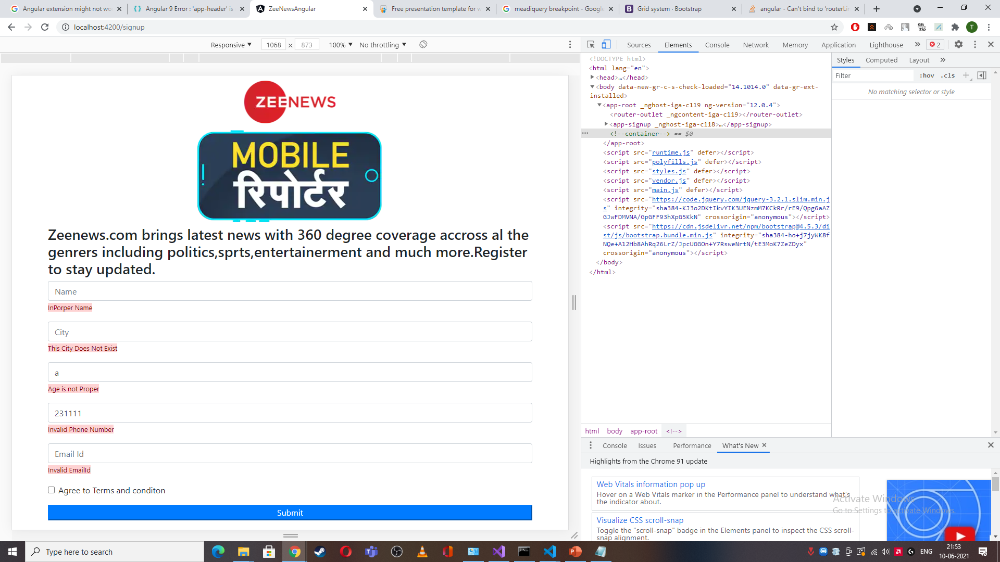 Angular extension might not wo
Angular 9 Error : 'app-header' is
ZeeNewsAngular
Free presentation template for w
meadiquery breakpoint - Google
Grid system · Bootstrap
angular - Can't bind to 'routerLin
localhost:4200/signup
T
Responsive ▼ 1068 x 873 100% ▼ No throttling ▼
ZEENEWS
MOBILE
रिपोर्टर
Zeenews.com brings latest news with 360 degree coverage accross al the
genrers including politics,sprts,entertainerment and much more.Register
to stay updated.
Name
InPorper Name
City
This City Does Not Exist
a
Age is not Proper
231111
Invalid Phone Number
Email Id
Invalid EmailId
Agree to Terms and conditon
Submit
Sources Elements Console Network Memory Application Lighthouse » 2
<!DOCTYPE html>
<html lang="en">
<head>…</head>
<body data-new-gr-c-s-check-loaded="14.1014.0" data-gr-ext-
installed>
<app-root _nghost-iga-c119 ng-version="12.0.4">
<router-outlet _ngcontent-iga-c119></router-outlet>
<app-signup _nghost-iga-c118>…</app-signup>
<!--container--> == $0
</app-root>
<script src="runtime.js" defer></script>
<script src="polyfills.js" defer></script>
<script src="styles.js" defer></script>
<script src="vendor.js" defer></script>
<script src="main.js" defer></script>
<script src="https://code.jquery.com/jquery-3.2.1.slim.min.j
s" integrity="sha384-KJ3o2DKtIkvYIK3UENzmM7KCkRr/rE9/Qpg6aAZ
GJwFDMVNA/GpGFF93hXpG5KkN" crossorigin="anonymous"></script>
<script src="https://cdn.jsdelivr.net/npm/bootstrap@4.5.3/di
st/js/bootstrap.bundle.min.js" integrity="sha384-ho+j7jyWK8f
NQe+A12Hb8AhRq26LrZ/JpcUGGOn+Y7RsweNrtN/tE3MoK7ZeZDyx"
crossorigin="anonymous"></script>
</body>
</html>
html body app-root <!-->
Styles Computed Layout »
Filter :hov .cls +
No matching selector or style
Console Issues Performance What's New
Highlights from the Chrome 91 update
Web Vitals information pop up
Hover on a Web Vitals marker in the Performance panel to understand what's
the indicator about.
Visualize CSS scroll-snap
Toggle the "scroll-snap" badge in the Elements panel to inspect the CSS scroll-
snap alignment.
Activate Windows
Go to Settings to activate Windows.
Type here to search
ENG
21:53
10-06-2021